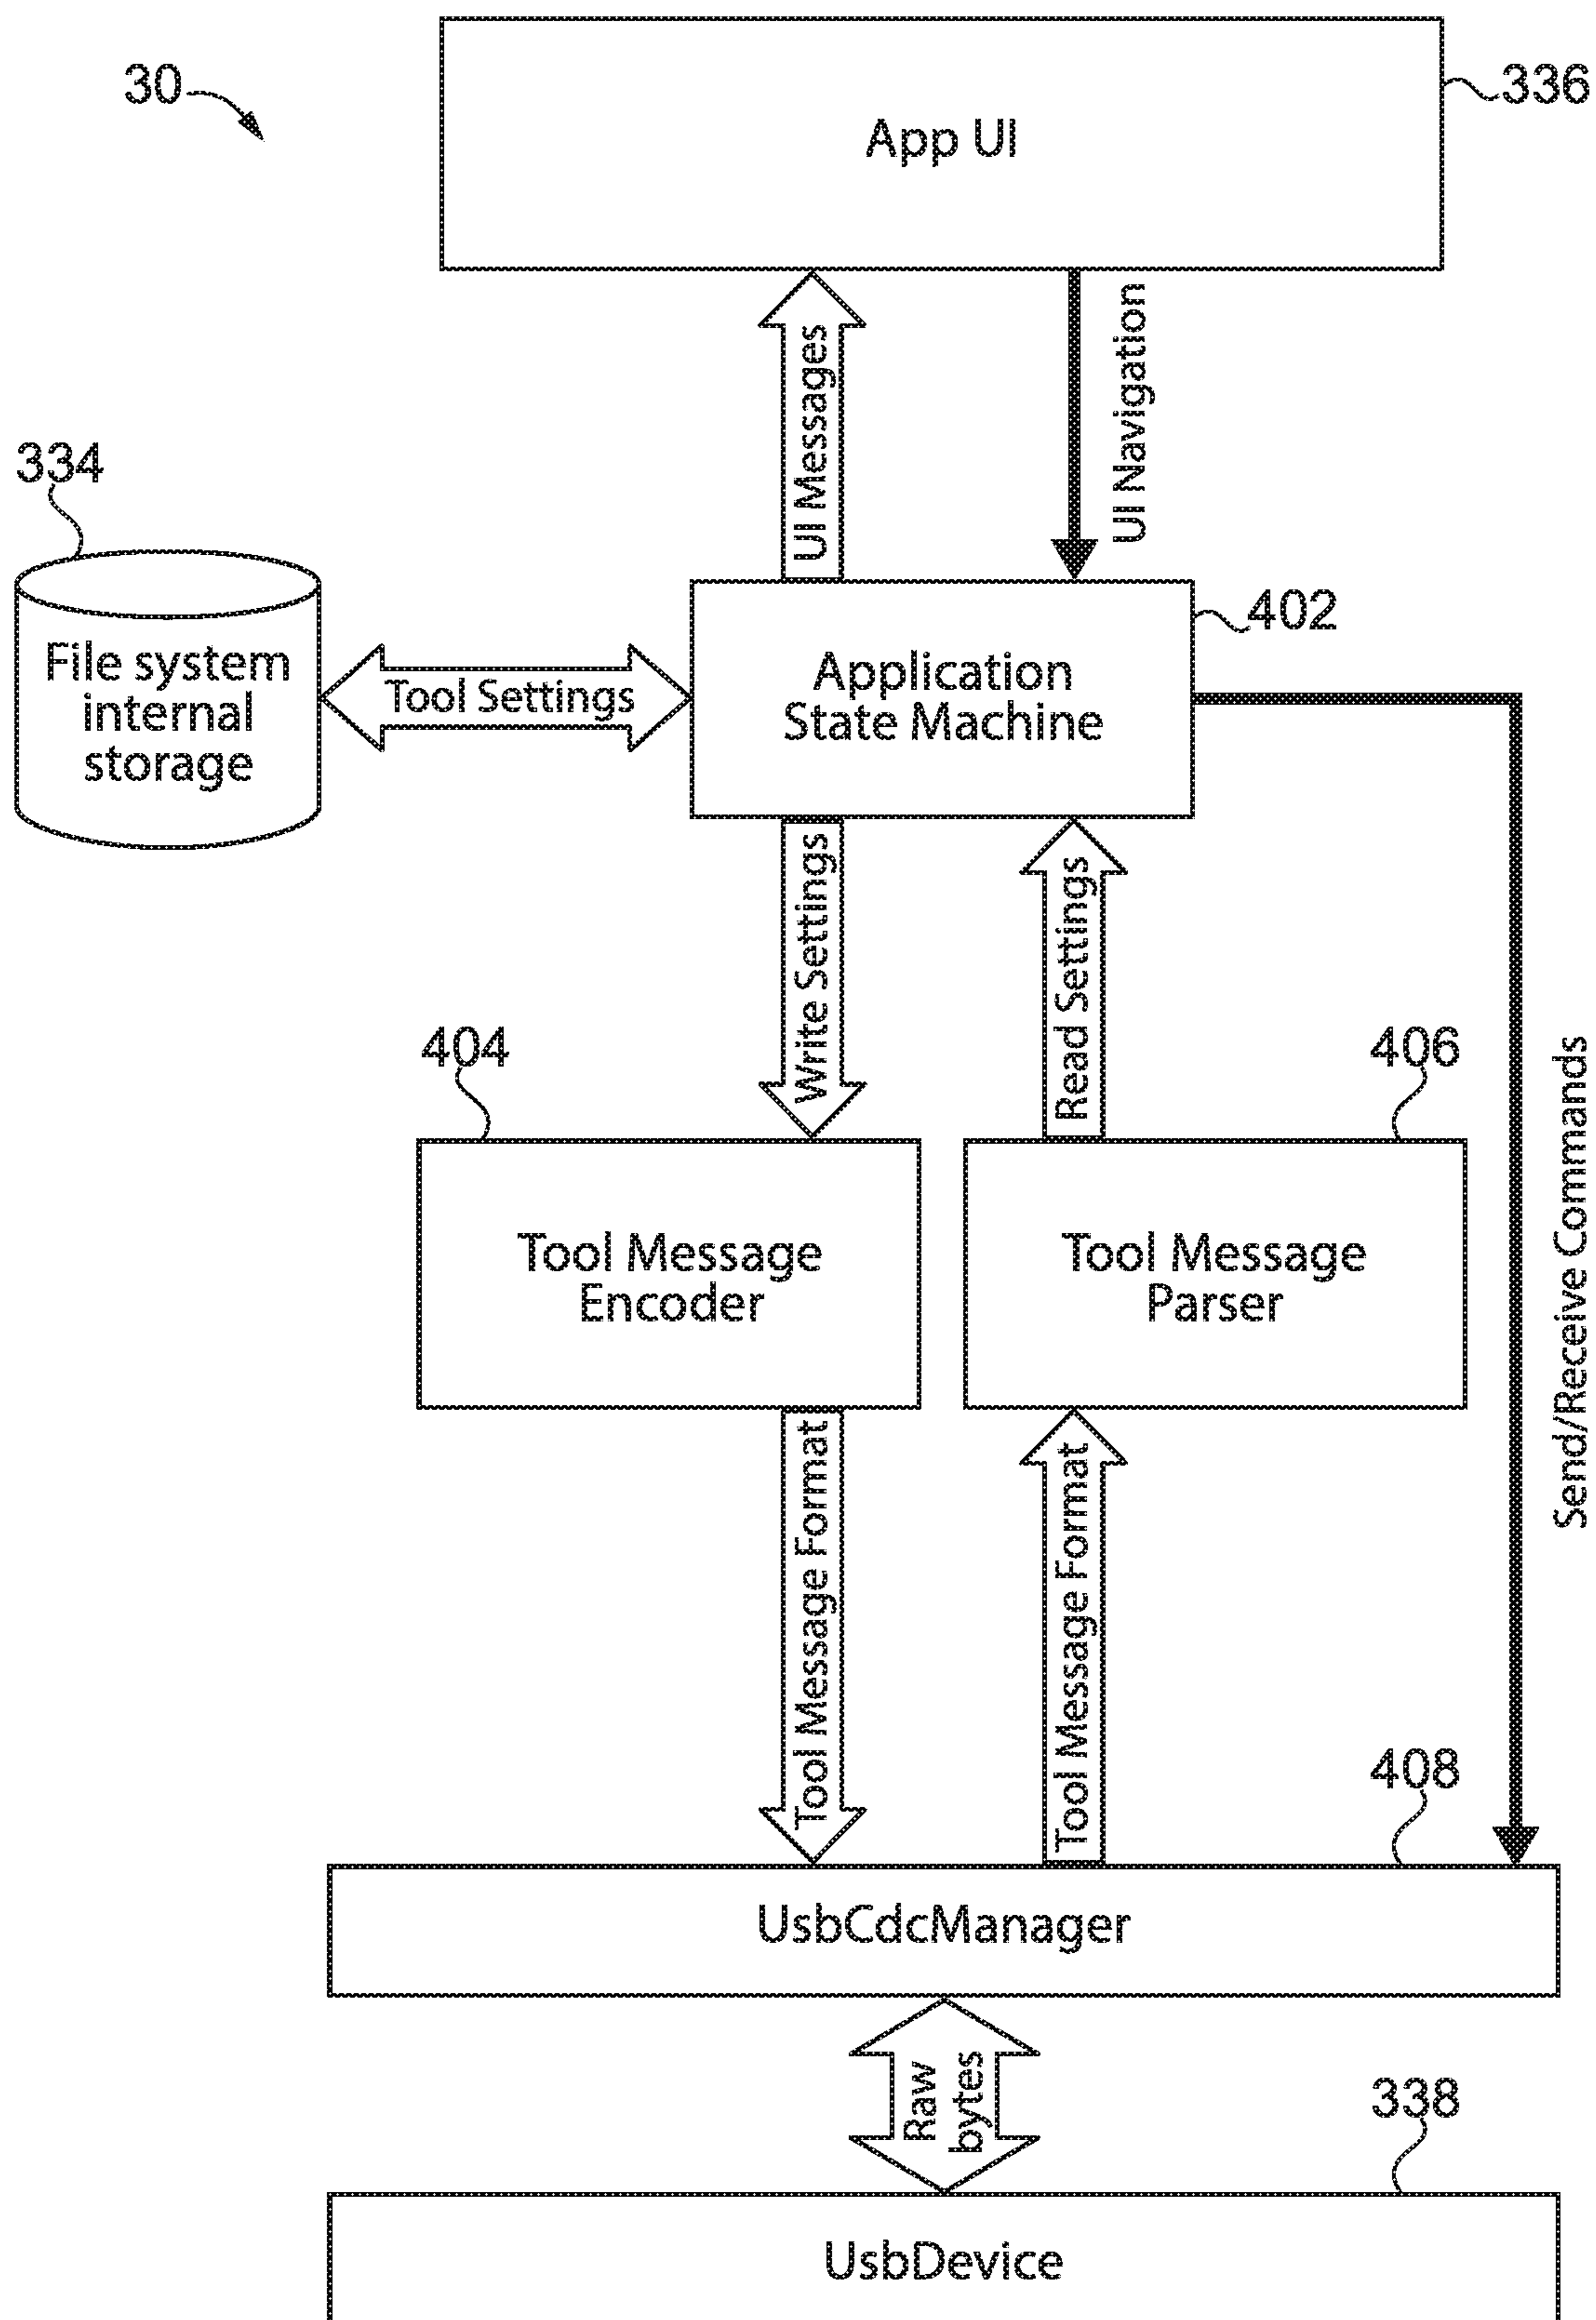 30
336
App UI
UI Messages
UI Navigation
334
402
File system
internal
storage
Tool Settings
Application
State Machine
Write Settings
Read Settings
404
406
Send/Receive Commands
Tool Message
Encoder
Tool Message
Parser
Tool Message Format
Tool Message Format
408
UsbCdcManager
Raw
bytes
338
UsbDevice